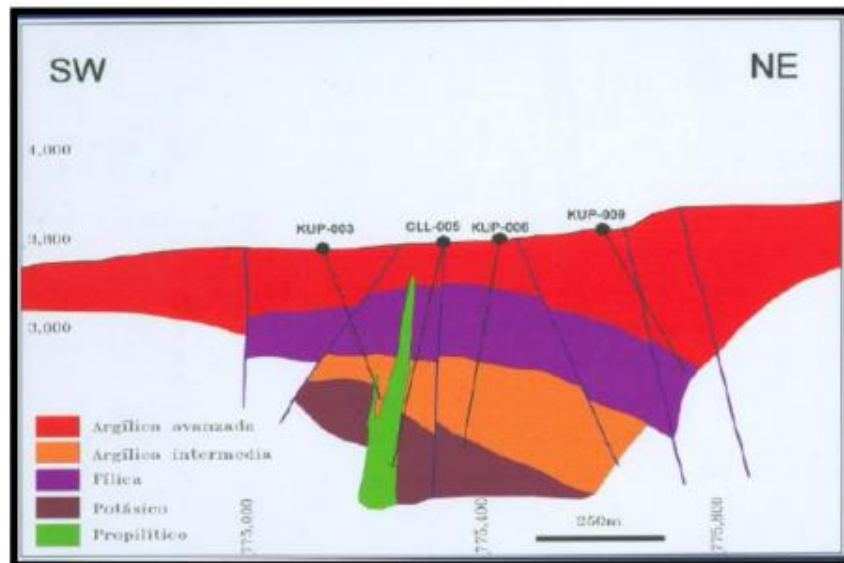 SW
NE
4,000
KUP-003
CLL-005
KUP-006
KUP-009
3,800
3,000
Argílica avanzada
Argílica intermedia
Fílica
Potásico
Propilítico
775,000
775,400
250m
775,800